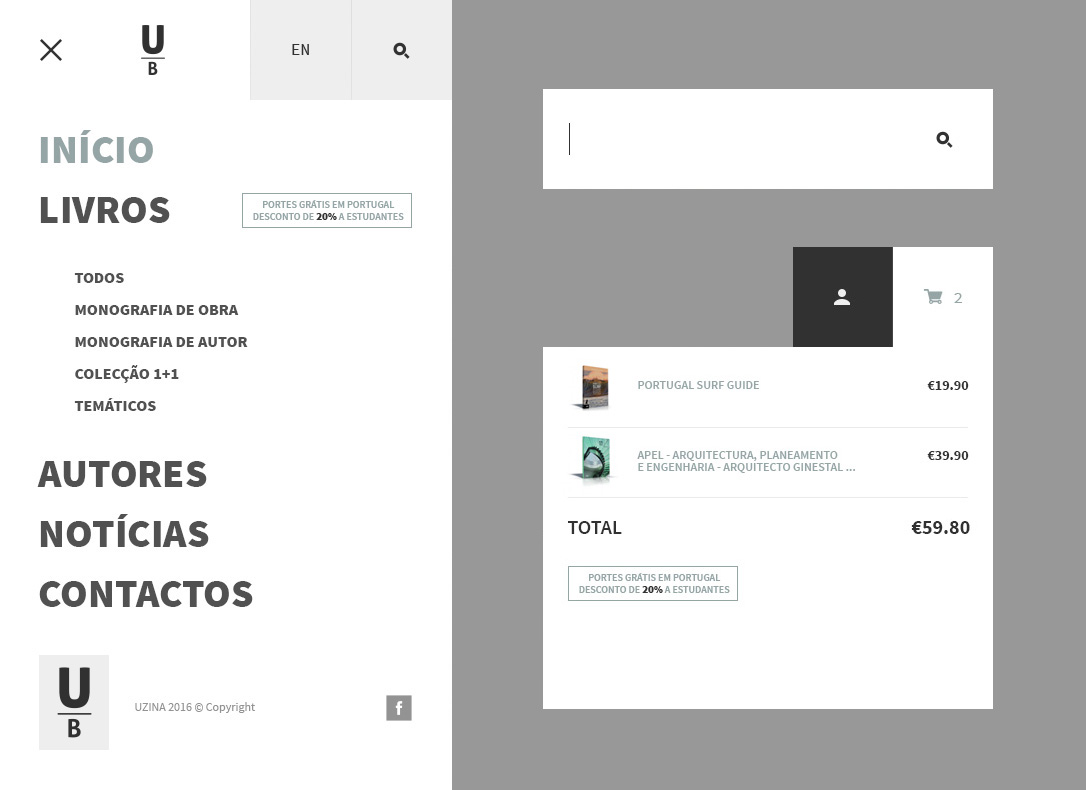 U
B
EN
INÍCIO
LIVROS
PORTES GRÁTIS EM PORTUGAL
DESCONTO DE 20% A ESTUDANTES
TODOS
MONOGRAFIA DE OBRA
MONOGRAFIA DE AUTOR
COLECÇÃO 1+1
TEMÁTICOS
AUTORES
NOTÍCIAS
CONTACTOS
U
B
UZINA 2016 © Copyright
f
2
PORTUGAL SURF GUIDE
€19.90
APEL - ARQUITECTURA, PLANEAMENTO
E ENGENHARIA - ARQUITECTO GINESTAL ...
€39.90
TOTAL
€59.80
PORTES GRÁTIS EM PORTUGAL
DESCONTO DE 20% A ESTUDANTES